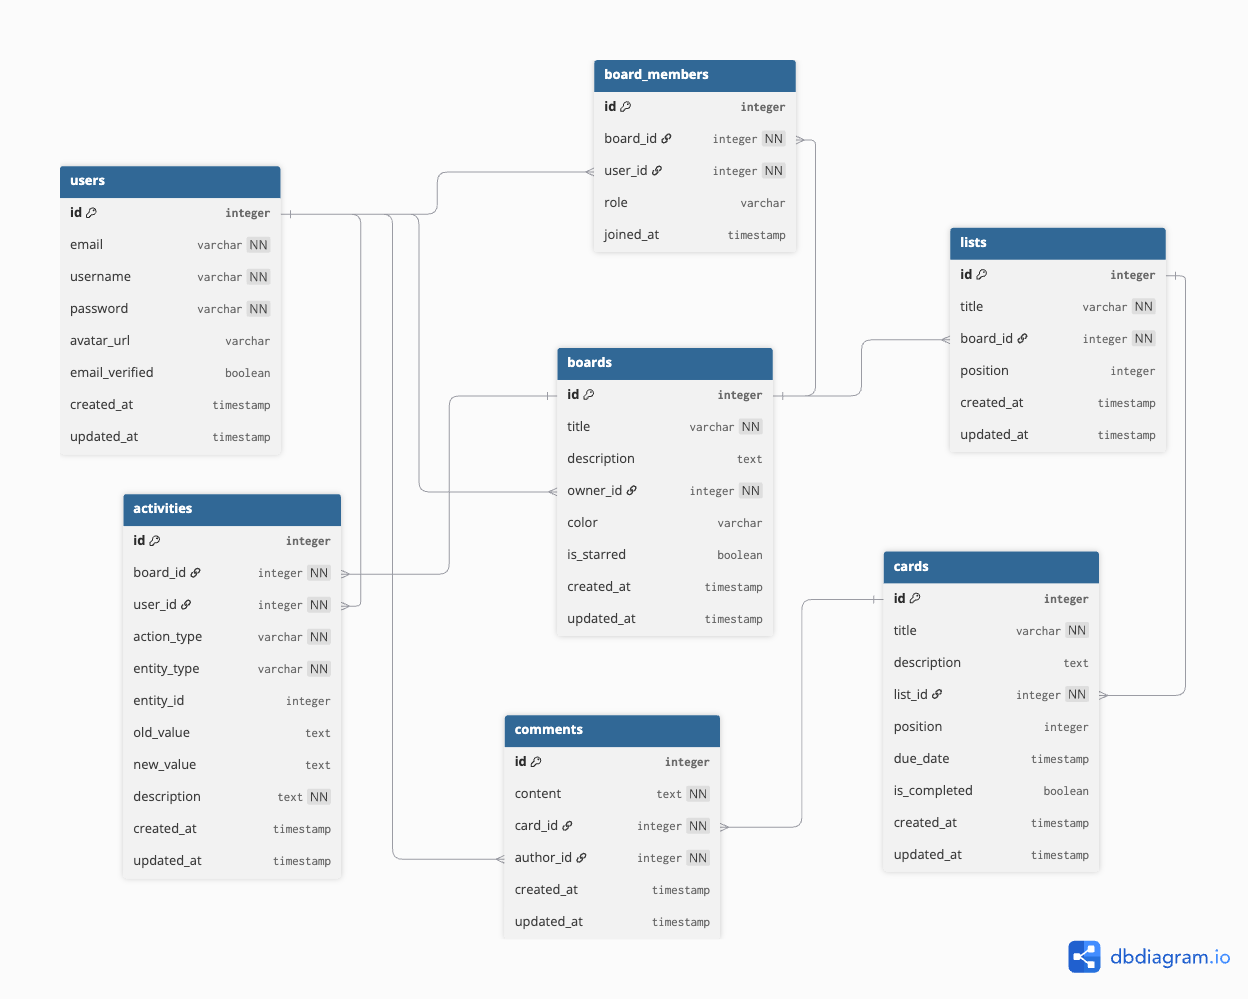 board_members
id integer
board_id integer NN
user_id integer NN
role varchar
joined_at timestamp
users
id integer
email varchar NN
username varchar NN
password varchar NN
avatar_url varchar
email_verified boolean
created_at timestamp
updated_at timestamp
lists
id integer
title varchar NN
board_id integer NN
position integer
created_at timestamp
updated_at timestamp
boards
id integer
title varchar NN
description text
owner_id integer NN
color varchar
is_starred boolean
created_at timestamp
updated_at timestamp
activities
id integer
board_id integer NN
user_id integer NN
action_type varchar NN
entity_type varchar NN
entity_id integer
old_value text
new_value text
description text NN
created_at timestamp
updated_at timestamp
cards
id integer
title varchar NN
description text
list_id integer NN
position integer
due_date timestamp
is_completed boolean
created_at timestamp
updated_at timestamp
comments
id integer
content text NN
card_id integer NN
author_id integer NN
created_at timestamp
updated_at timestamp
dbdiagram.io